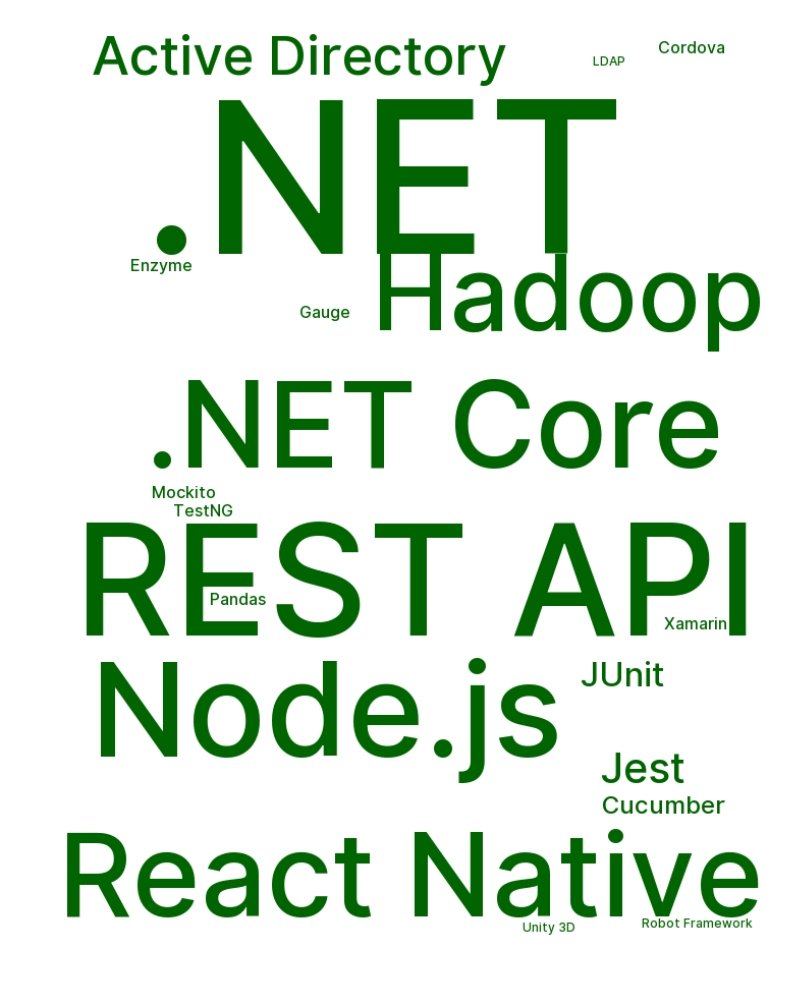 Active Directory
LDAP
Cordova
.NET
Enzyme
Hadoop
Gauge
.NET Core
Mockito
TestNG
REST API
Pandas
Xamarin
Node.js
JUnit
Jest
Cucumber
React Native
Unity 3D
Robot Framework